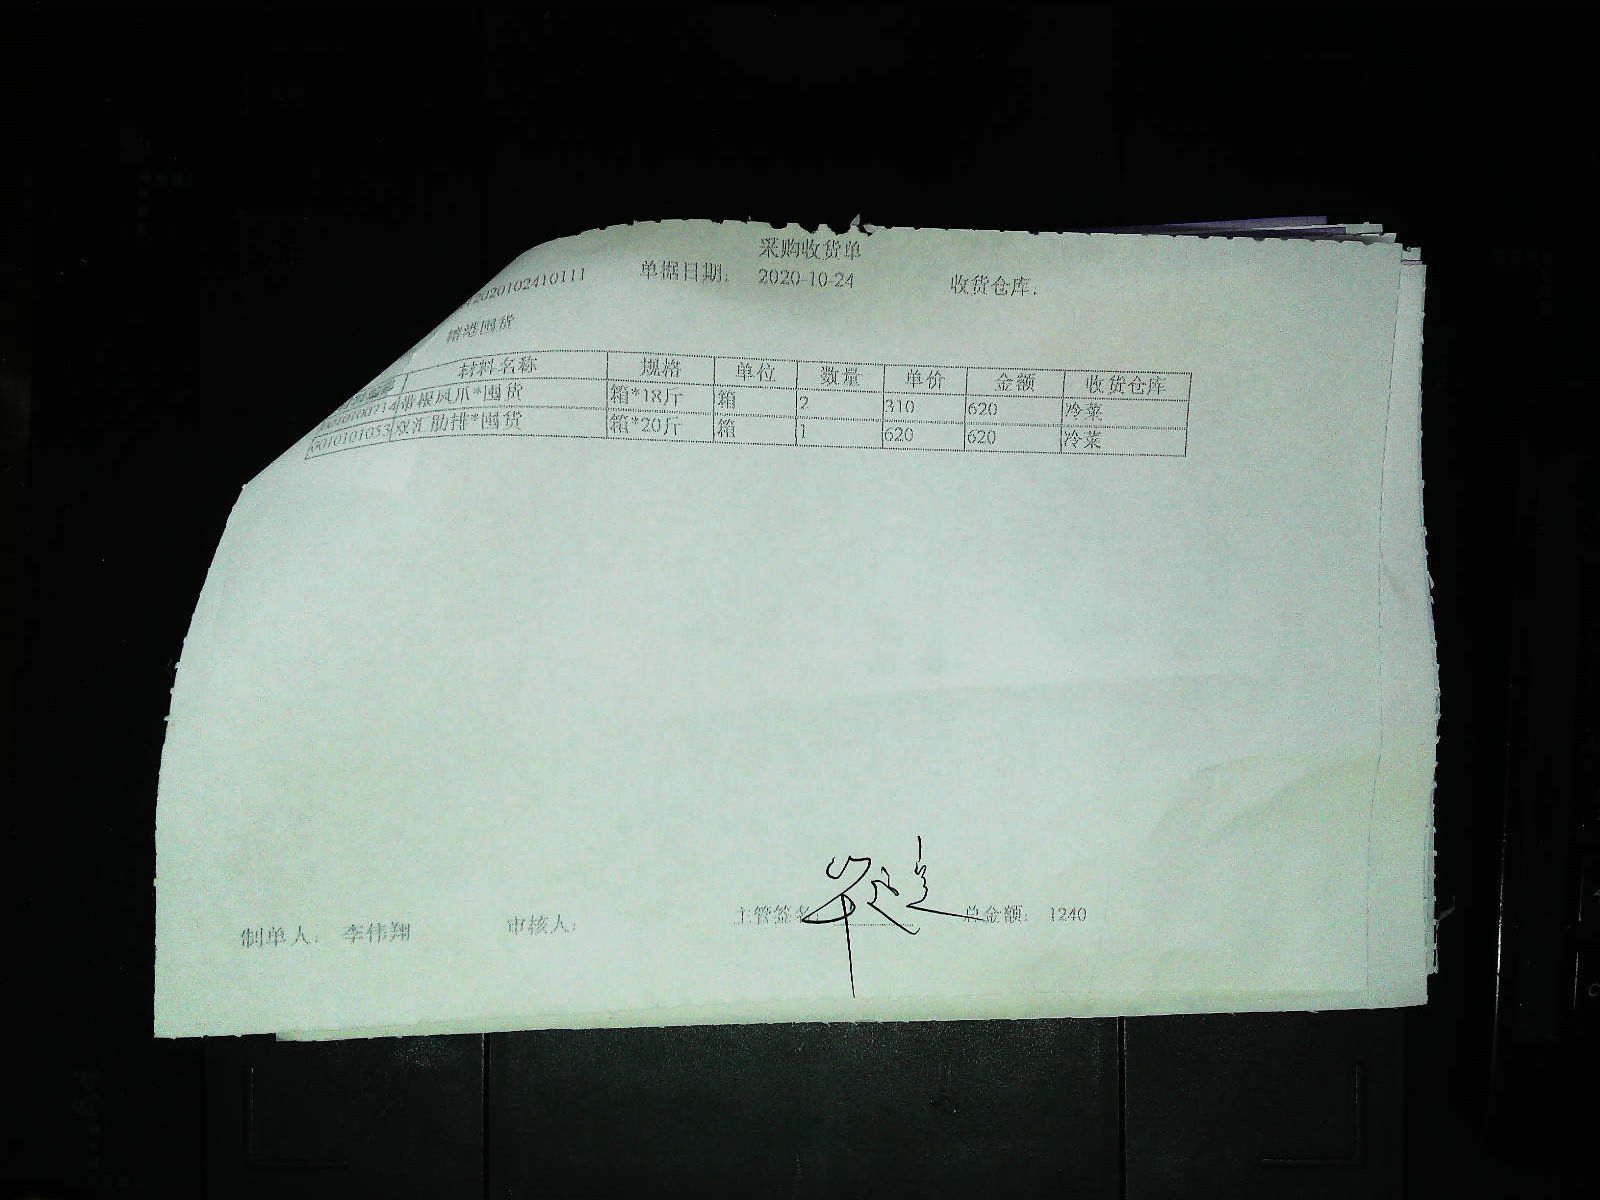 采购收货单
2020102410111 单据日期: 2020-10-24 收货仓库:
囤货
材料名称 规格 单位 数量 单价 金额 收货仓库
00100714 带根凤爪*囤货 箱*18斤 箱 2 310 620 冷菜
0010101053 双汇肋排*囤货 箱*20斤 箱 1 620 620 冷菜
制单人: 李伟翔 审核人: 主管签名: 总金额: 1240